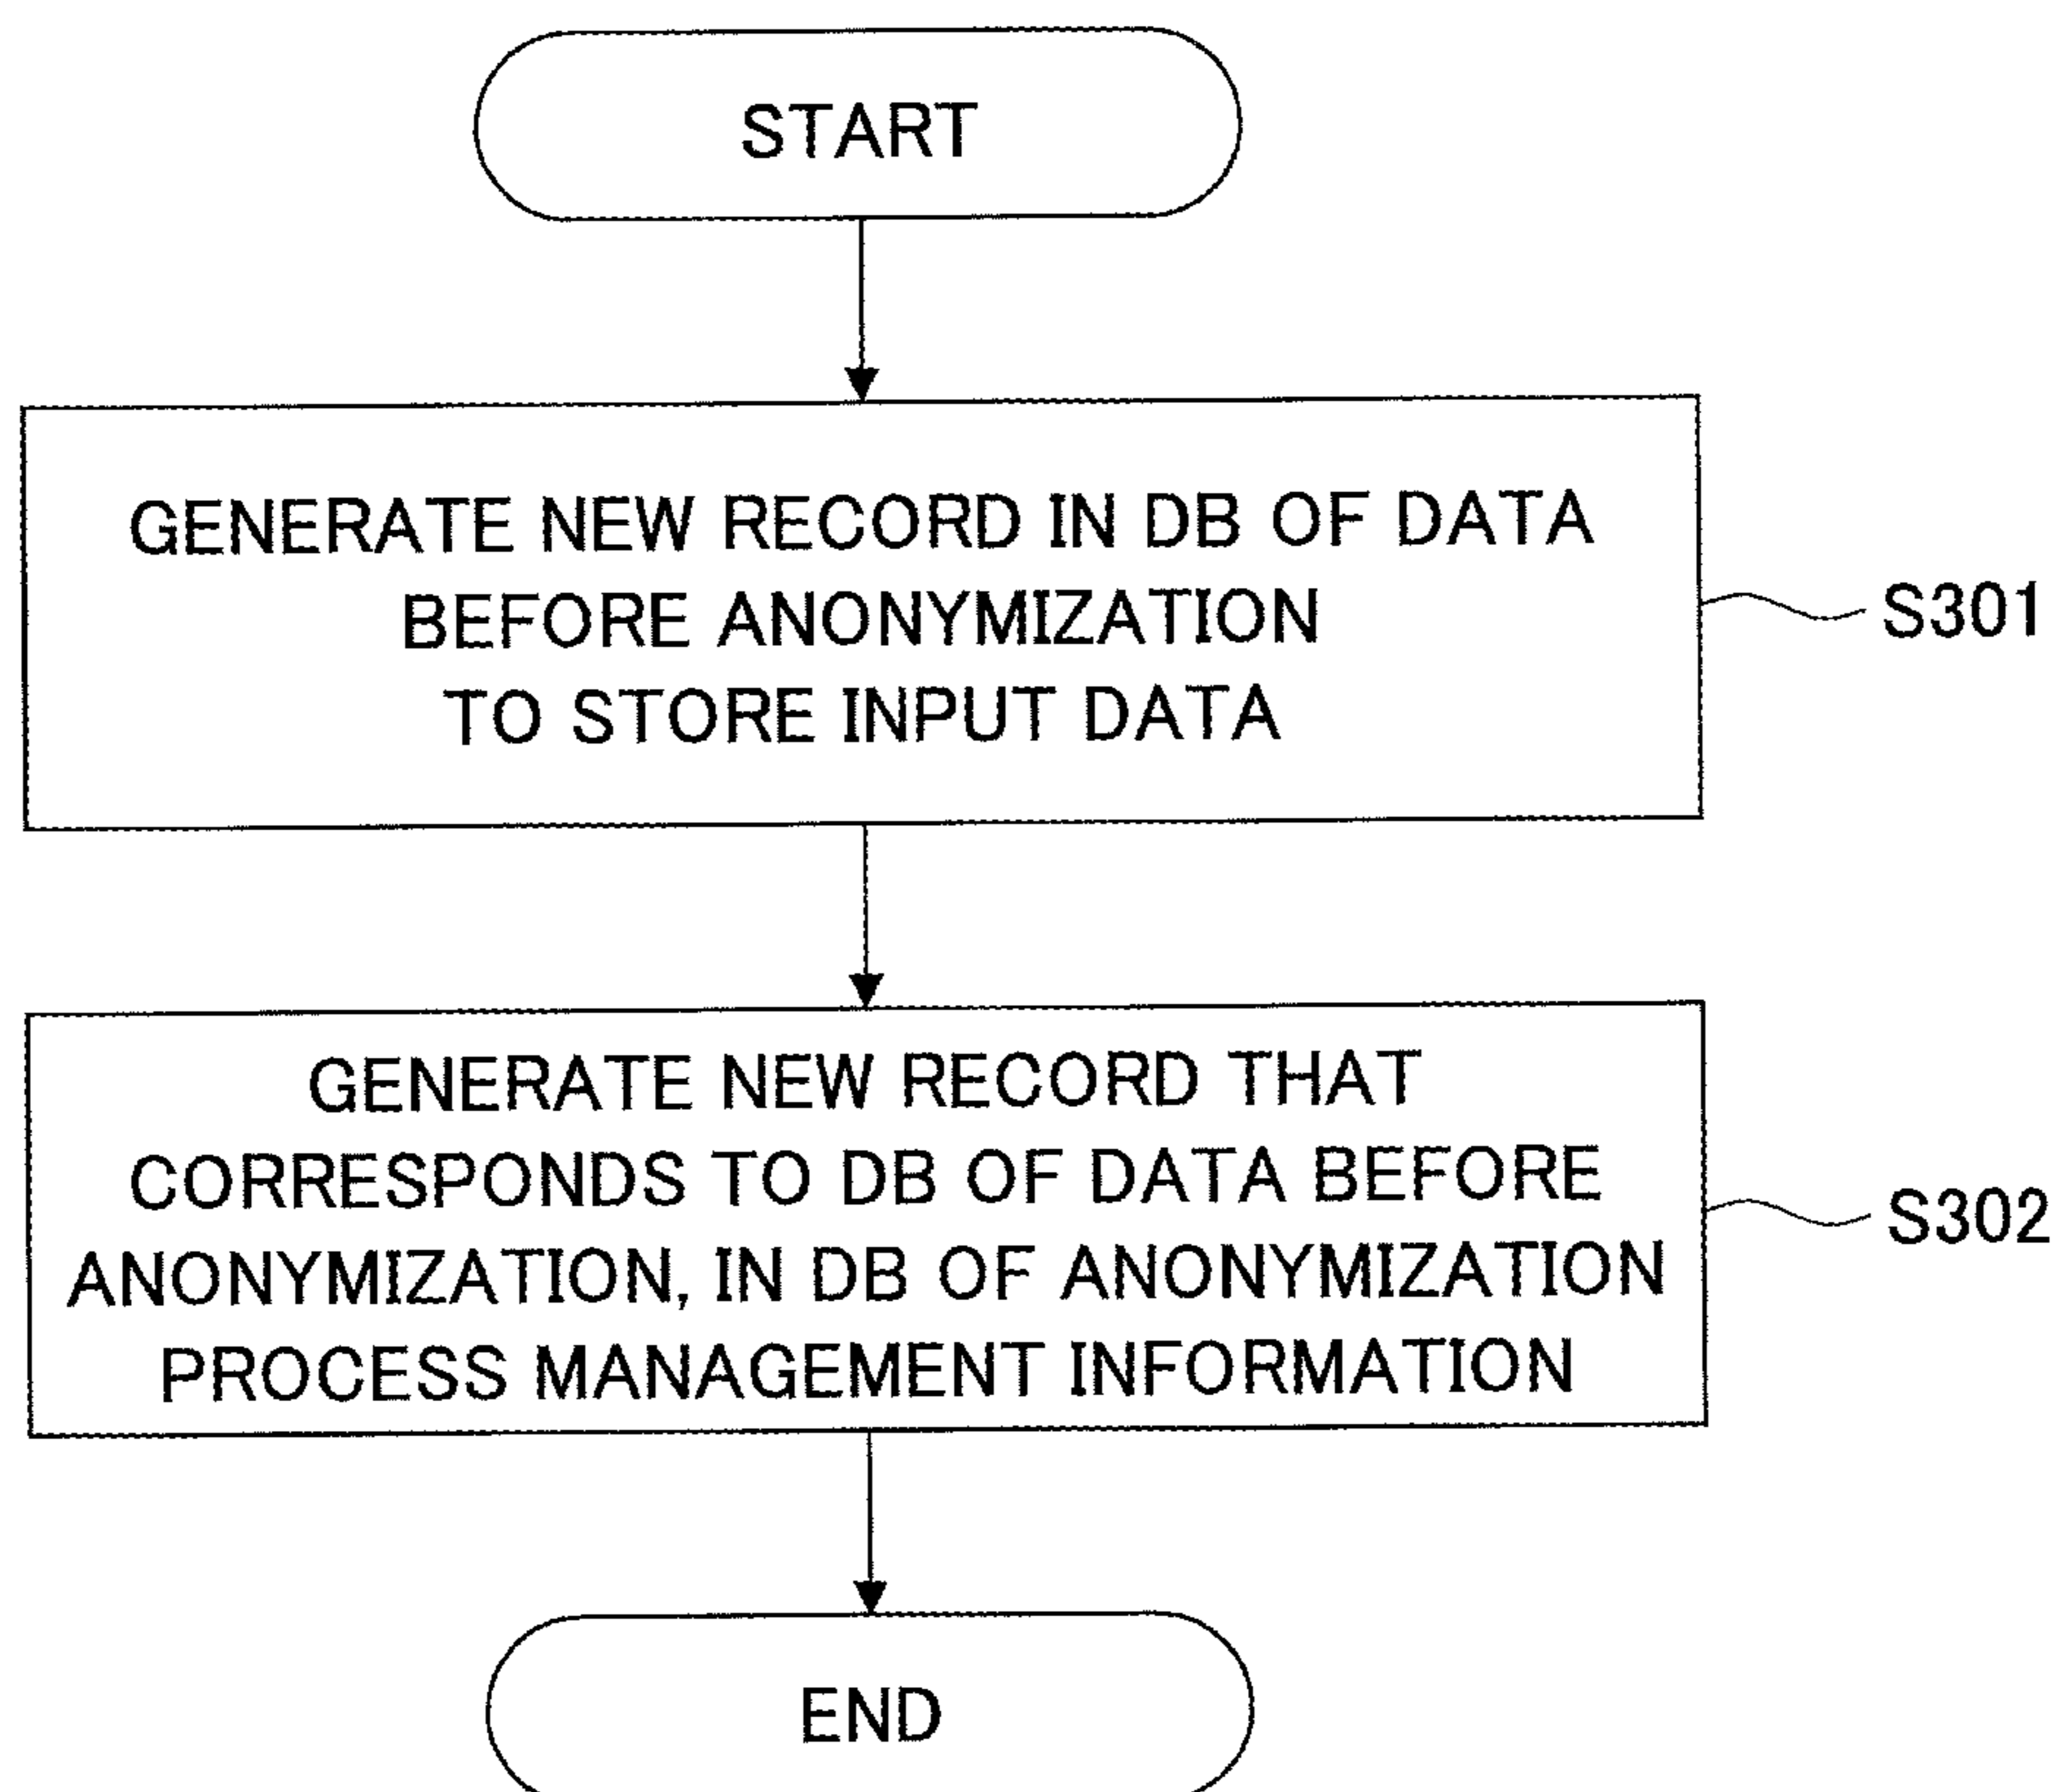 START
GENERATE NEW RECORD IN DB OF DATA
BEFORE ANONYMIZATION
TO STORE INPUT DATA
S301
GENERATE NEW RECORD THAT
CORRESPONDS TO DB OF DATA BEFORE
ANONYMIZATION, IN DB OF ANONYMIZATION
PROCESS MANAGEMENT INFORMATION
S302
END